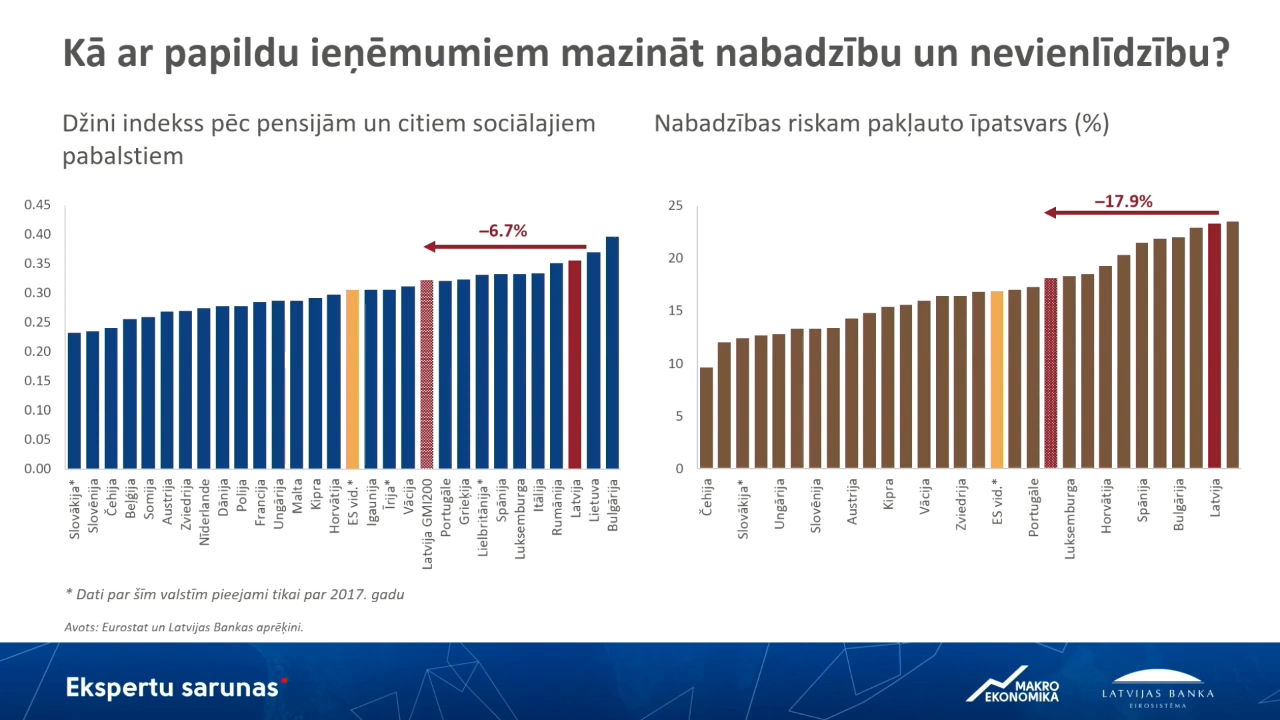 Kā ar papildu ieņēmumiem mazināt nabadzību un nevienlīdzību?
Džini indekss pēc pensijām un citiem sociālajiem
pabalstiem
0.45
0.40
0.35
0.30
0.25
0.20
0.15
0.10
0.05
0.00
–6.7%
Slovākija*
Slovēnija
Čehija
Beļģija
Somija
Austrija
Zviedrija
Nīderlande
Dānija
Polija
Francija
Ungārija
Malta
Kipra
Horvātija
ES vid.*
Igaunija
Īrija*
Vācija
Latvija GMI200
Portugāle
Grieķija
Lielbritānija*
Spānija
Luksemburga
Itālija
Rumānija
Latvija
Lietuva
Bulgārija
Nabadzības riskam pakļauto īpatsvars (%)
25
20
15
10
5
0
–17.9%
Čehija
Slovākija*
Ungārija
Slovēnija
Austrija
Kipra
Vācija
Zviedrija
ES vid.*
Portugāle
Luksemburga
Horvātija
Spānija
Bulgārija
Latvija
* Dati par šīm valstīm pieejami tikai par 2017. gadu
Avots: Eurostat un Latvijas Bankas aprēķini.
Ekspertu sarunas*
MAKRO
EKONOMIKA
LATVIJAS BANKA
EIROSISTĒMA